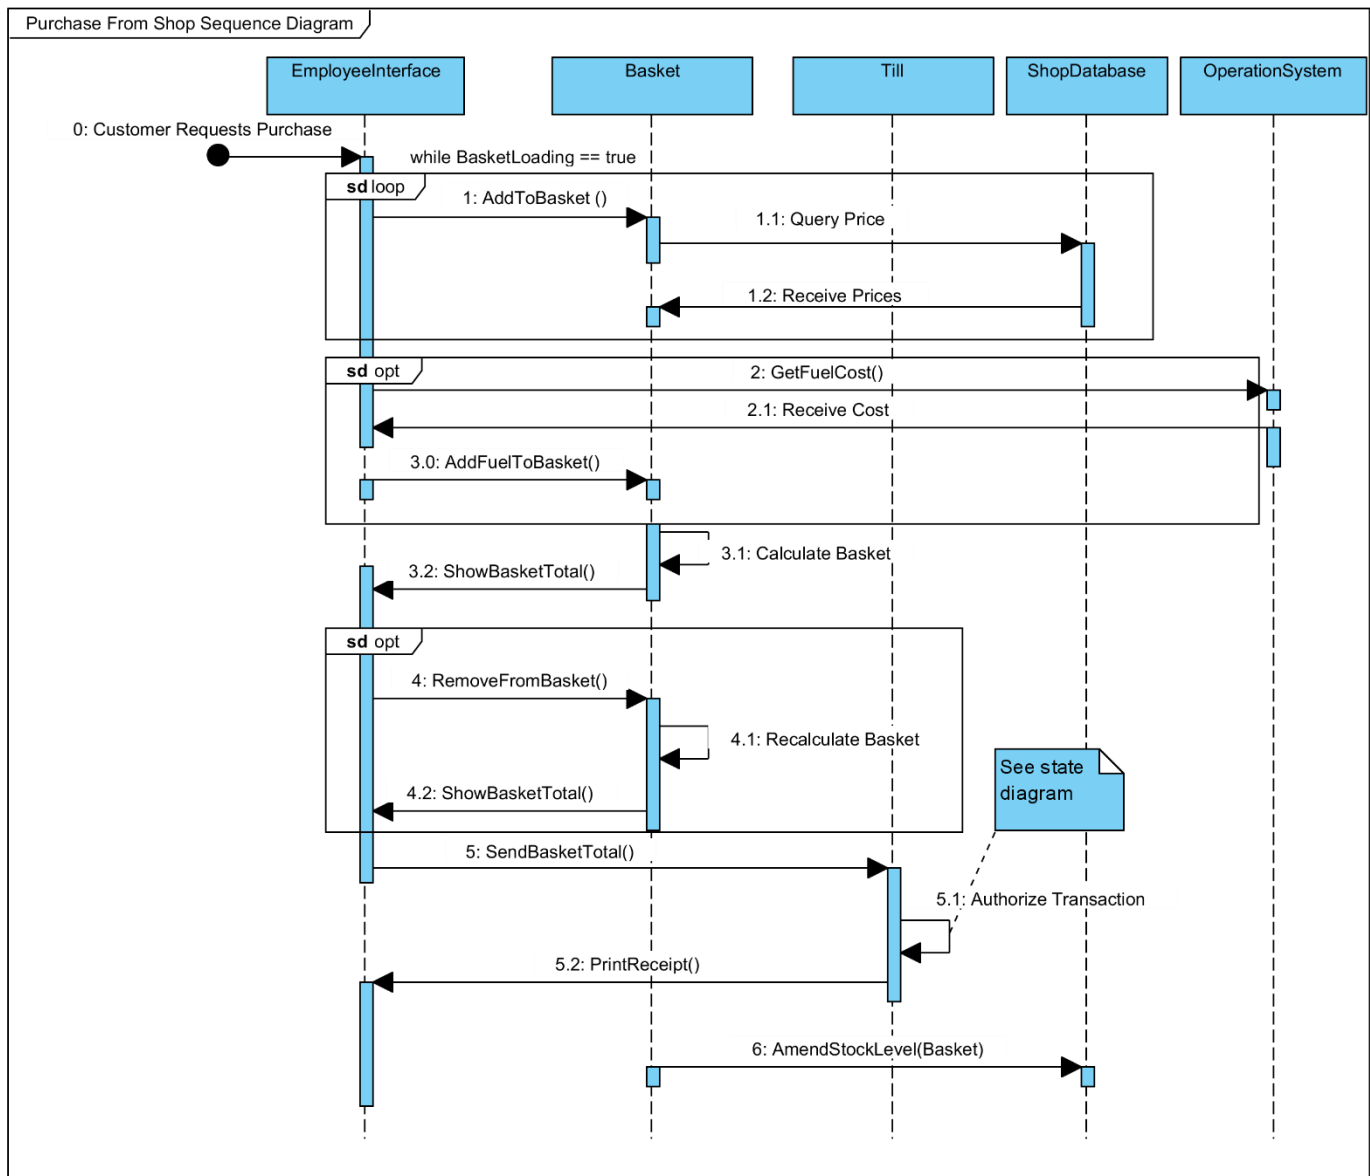 Purchase From Shop Sequence Diagram
EmployeeInterface
Basket
Till
ShopDatabase
OperationSystem
0: Customer Requests Purchase
while BasketLoading == true
sd loop
1: AddToBasket ()
1.1: Query Price
1.2: Receive Prices
sd opt
2: GetFuelCost()
2.1: Receive Cost
3.0: AddFuelToBasket()
3.1: Calculate Basket
3.2: ShowBasketTotal()
sd opt
4: RemoveFromBasket()
4.1: Recalculate Basket
See state
diagram
4.2: ShowBasketTotal()
5: SendBasketTotal()
5.1: Authorize Transaction
5.2: PrintReceipt()
6: AmendStockLevel(Basket)